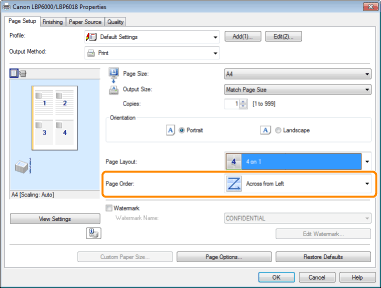 Canon LBP6000/LBP6018 Properties
Page Setup Finishing Paper Source Quality
Profile: Default Settings Add(1)... Edit(2)...
Output Method: Print
Page Size: A4
Output Size: Match Page Size
Copies: 1 [1 to 999]
Orientation
A Portrait A Landscape
1 2
3 4
Page Layout: 4 4 on 1
Page Order: Across from Left
A4 [Scaling: Auto]
Watermark
View Settings
Watermark Name: CONFIDENTIAL
Edit Watermark...
Custom Paper Size... Page Options... Restore Defaults
OK Cancel Help